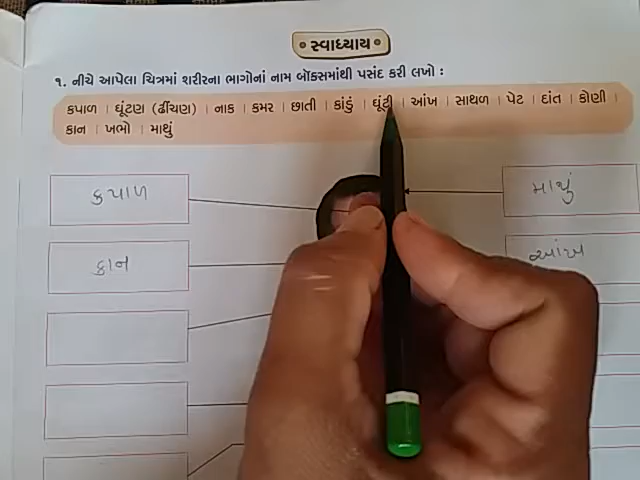 સ્વાધ્યાય
૧. નીચે આપેલા ચિત્રમાં શરીરના ભાગોનાં નામ બૉક્સમાંથી પસંદ કરી લખો :
કપાળ | ઘૂંટણ (ઢીંચણ) | નાક | કમર | છાતી | કાંડું | ઘૂંટી | આંખ | સાથળ | પેટ | દાંત | કોણી |
કાન | ખભો | માથું
કપાળ
માથું
કાન
આંખ